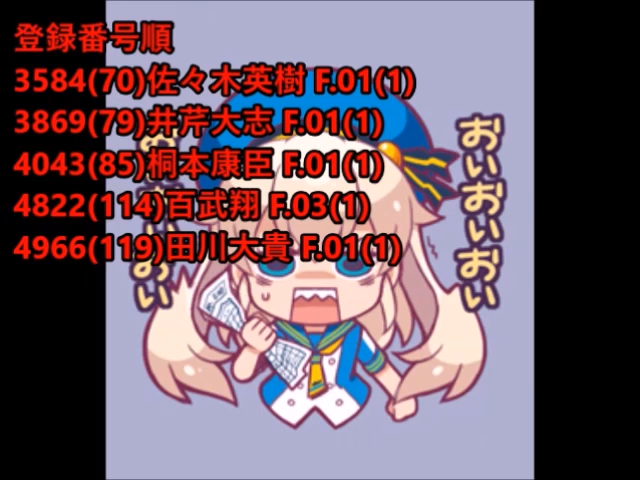 登録番号順
3584(70)佐々木英樹 F.01(1)
3869(79)井芹大志 F.01(1)
4043(85)桐本康臣 F.01(1)
4822(114)百武翔 F.03(1)
4966(119)田川大貴 F.01(1)
おいおいおい
おい